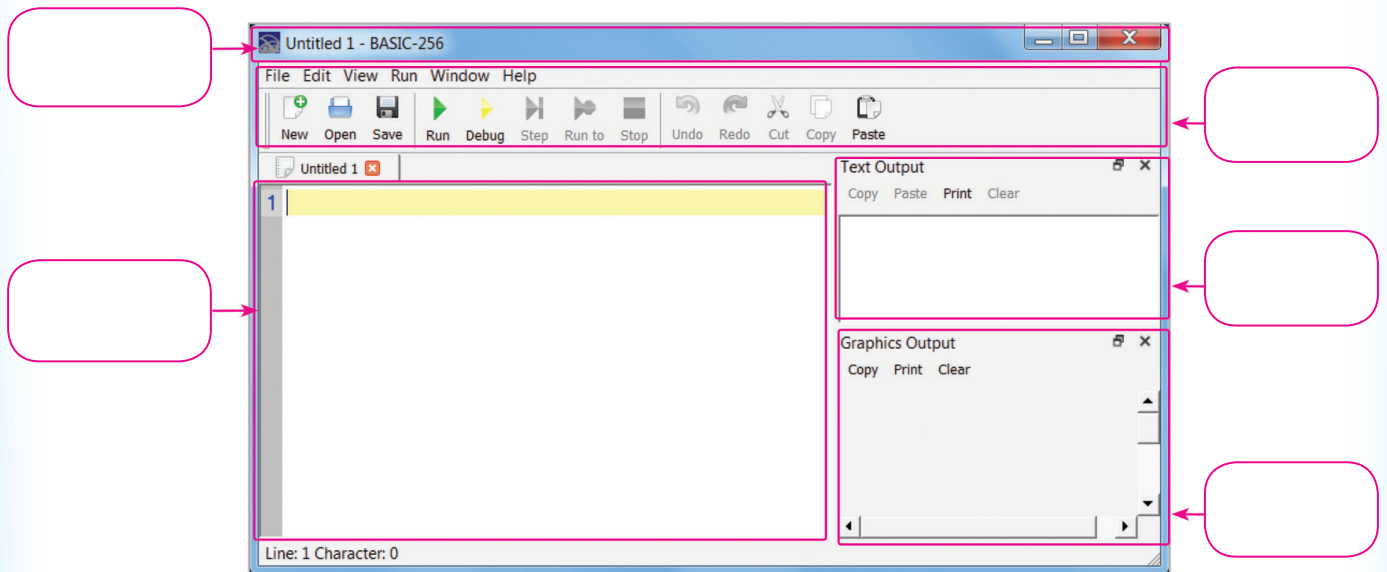 Untitled 1 - BASIC-256
File Edit View Run Window Help
New Open Save Run Debug Step Run to Stop Undo Redo Cut Copy Paste
Untitled 1
1
Text Output
Copy Paste Print Clear
Graphics Output
Copy Print Clear
Line: 1 Character: 0